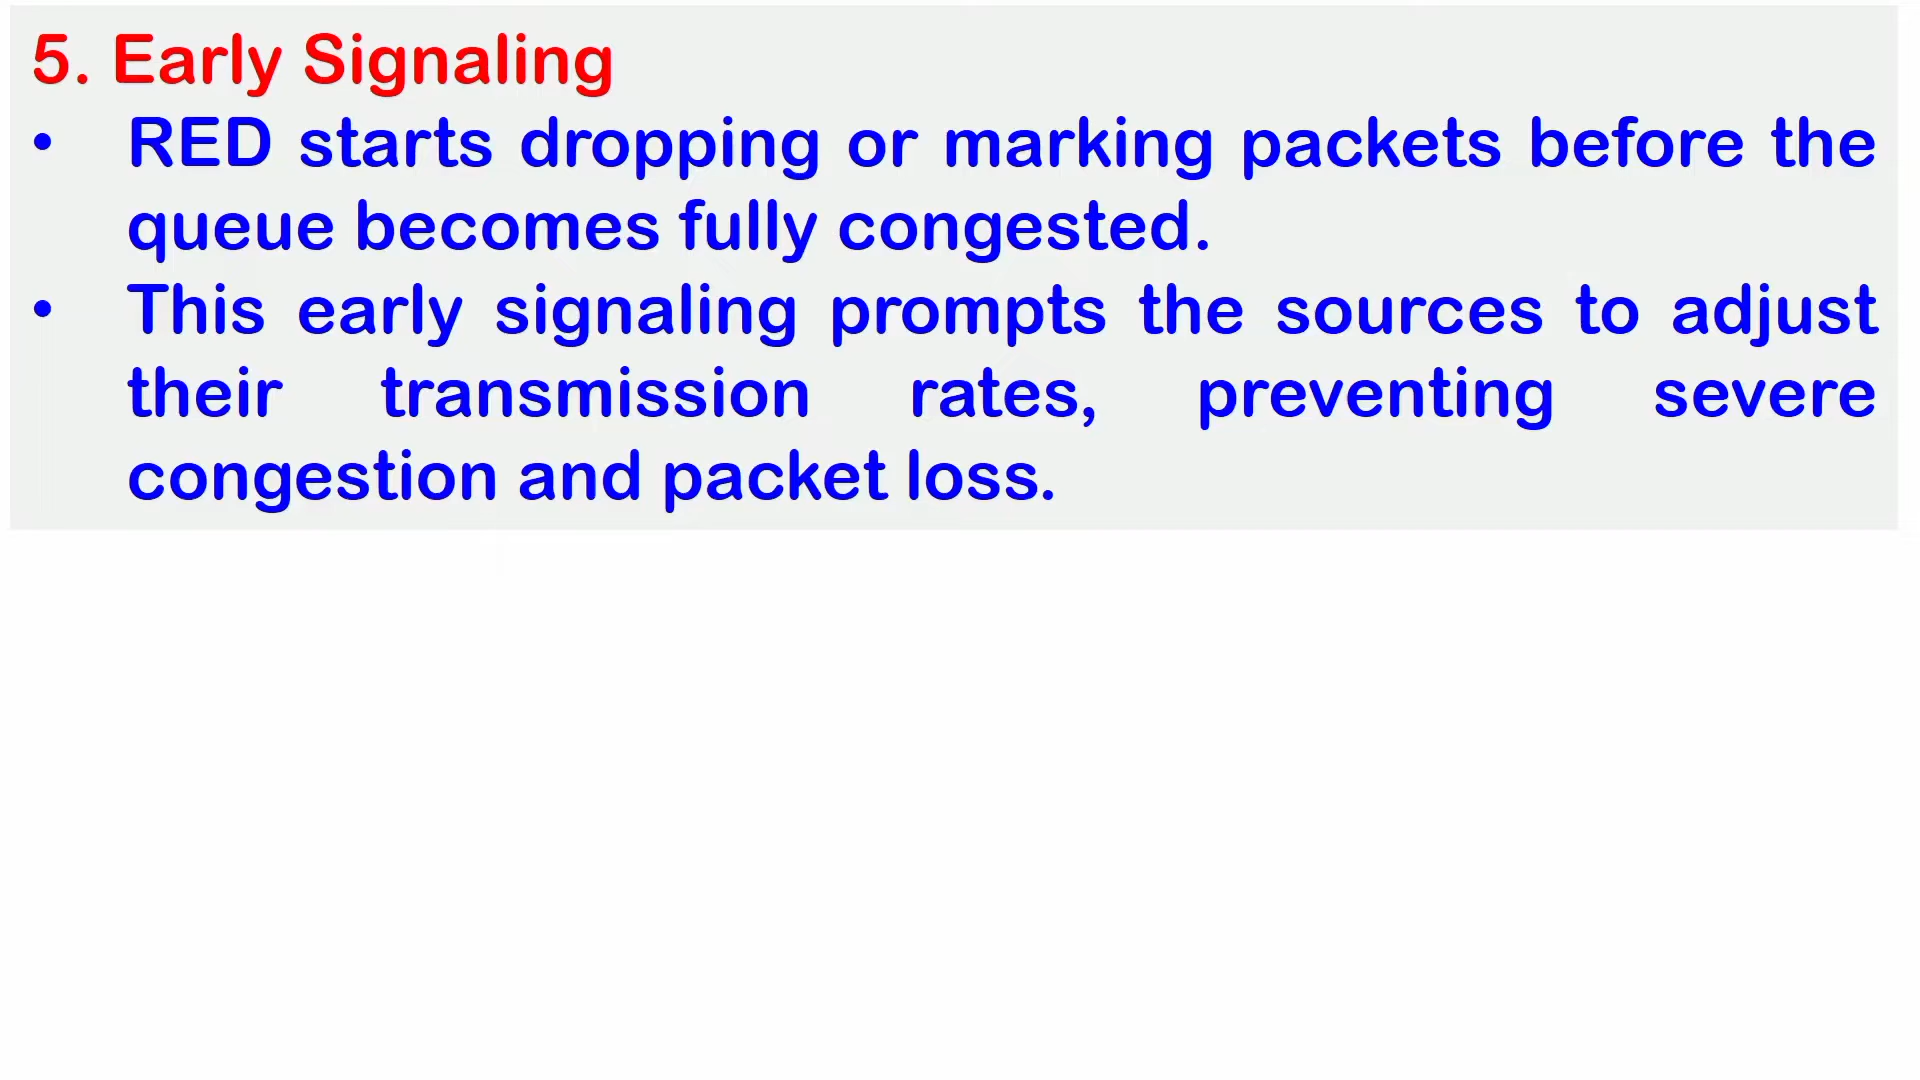 5. Early Signaling
• RED starts dropping or marking packets before the
queue becomes fully congested.
• This early signaling prompts the sources to adjust
their transmission rates, preventing severe
congestion and packet loss.